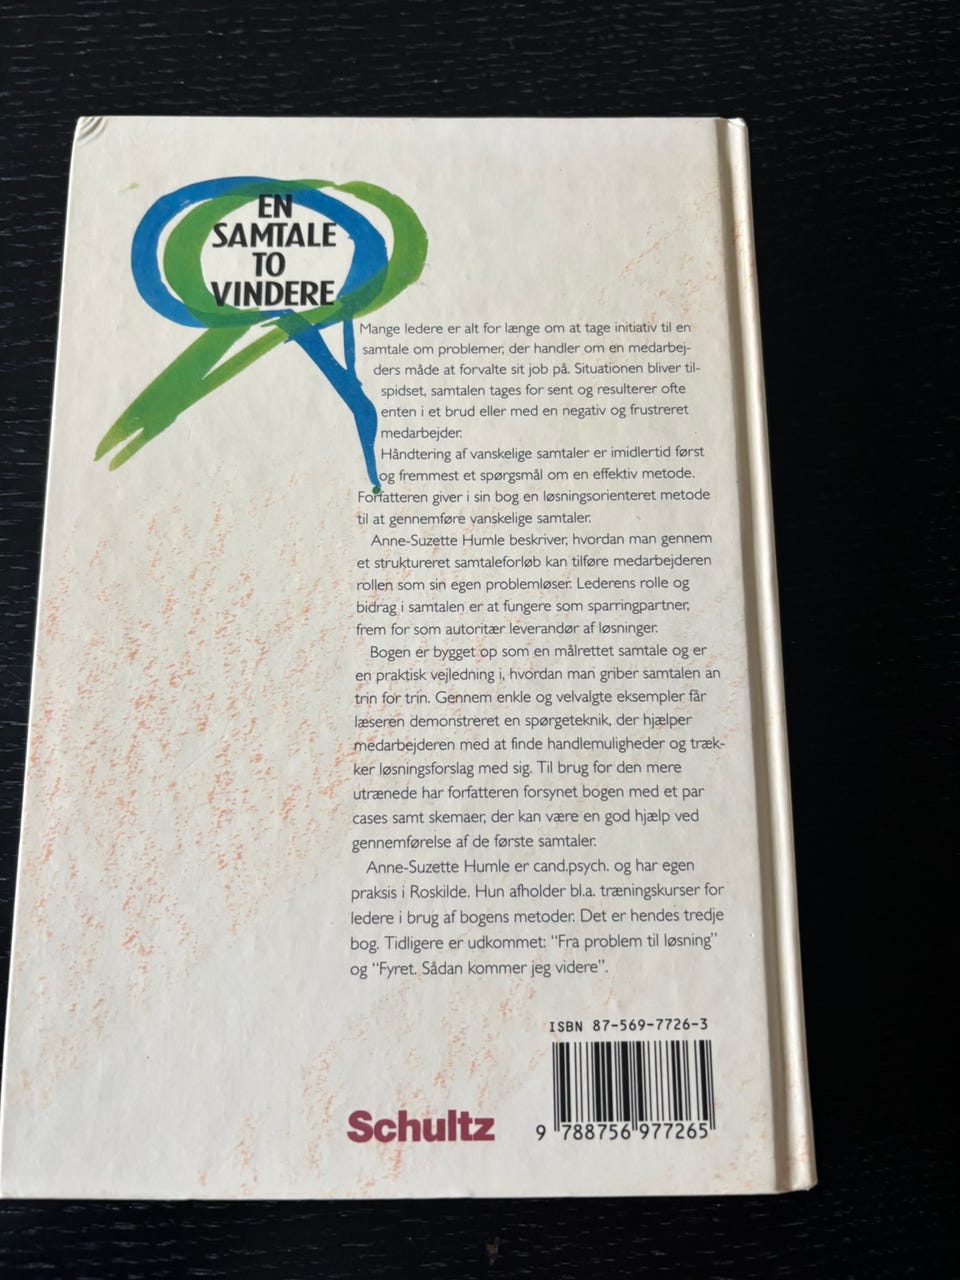 EN
SAMTALE
TO
VINDERE
Mange ledere er alt for længe om at tage initiativ til en
samtale om problemer, der handler om en medarbej-
ders måde at forvalte sit job på. Situationen bliver til-
spidset, samtalen tages for sent og resulterer ofte
enten i et brud eller med en negativ og frustreret
medarbejder.
Håndtering af vanskelige samtaler er imidlertid først
og fremmest et spørgsmål om en effektiv metode.
Forfatteren giver i sin bog en løsningsorienteret metode
til at gennemføre vanskelige samtaler.
Anne-Suzette Humle beskriver, hvordan man gennem
et struktureret samtaleforløb kan tilføre medarbejderen
rollen som sin egen problemløser. Lederens rolle og
bidrag i samtalen er at fungere som sparringpartner,
frem for som autoritær leverandør af løsninger.
Bogen er bygget op som en målrettet samtale og er
en praktisk vejledning i, hvordan man griber samtalen an
trin for trin. Gennem enkle og velvalgte eksempler får
læseren demonstreret en spørgeteknik, der hjælper
medarbejderen med at finde handlemuligheder og træk-
ker løsningsforslag med sig. Til brug for den mere
utrænede har forfatteren forsynet bogen med et par
cases samt skemaer, der kan være en god hjælp ved
gennemførelse af de første samtaler.
Anne-Suzette Humle er cand.psych. og har egen
praksis i Roskilde. Hun afholder bl.a. træningskurser for
ledere i brug af bogens metoder. Det er hendes tredje
bog. Tidligere er udkommet: "Fra problem til løsning"
og "Fyret. Sådan kommer jeg videre".
ISBN 87-569-7726-3
Schultz
9 788756 977265